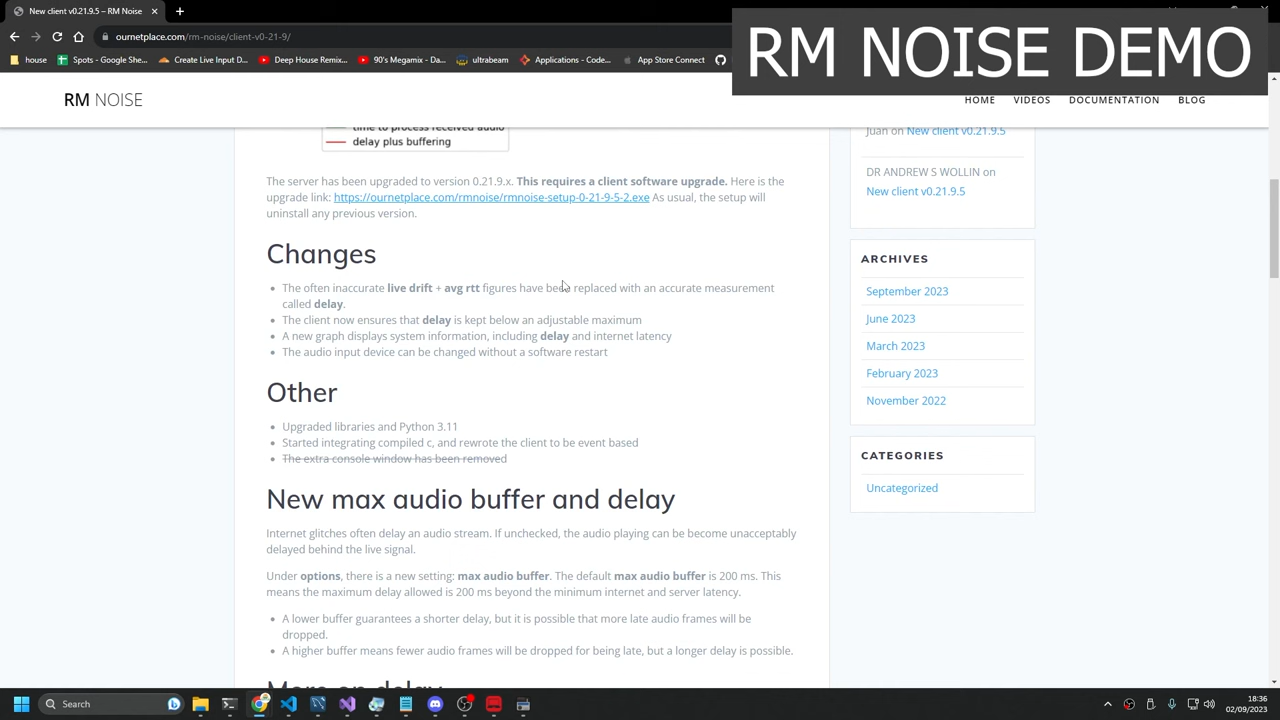 RM NOISE DEMO
ournetplace.com/rmnoise/client-v0-21-9/
house
Spots - Google She...
Create Live Input D...
Dorley House Remini...
90's Megamix - Da...
ultrabeam
Applications - Code...
App Store Connect
RM NOISE
HOME
VIDEOS
DOCUMENTATION
BLOG
time to process received audio
delay plus buffering
The server has been upgraded to version 0.21.9.x. This requires a client software upgrade. Here is the
upgrade link: https://ournetplace.com/rmnoise/rmnoise-setup-0-21-9-5-2.exe As usual, the setup will
uninstall any previous version.
Changes
The often inaccurate live drift + avg rtt figures have been replaced with an accurate measurement
called delay.
The client now ensures that delay is kept below an adjustable maximum
A new graph displays system information, including delay and internet latency
The audio input device can be changed without a software restart
Other
Upgraded libraries and Python 3.11
Started integrating compiled c, and rewrote the client to be event based
The extra console window has been removed
New max audio buffer and delay
Internet glitches often delay an audio stream. If unchecked, the audio playing can be become unacceptably
delayed behind the live signal.
Under options, there is a new setting: max audio buffer. The default max audio buffer is 200 ms. This
means the maximum delay allowed is 200 ms beyond the minimum internet and server latency.
A lower buffer guarantees a shorter delay, but it is possible that more late audio frames will be
dropped.
A higher buffer means fewer audio frames will be dropped for being late, but a longer delay is possible.
More on delay
Juan on New client v0.21.9.5
DR ANDREW S WOLLIN on
New client v0.21.9.5
ARCHIVES
September 2023
June 2023
March 2023
February 2023
November 2022
CATEGORIES
Uncategorized
Search
18:36
02/09/2023